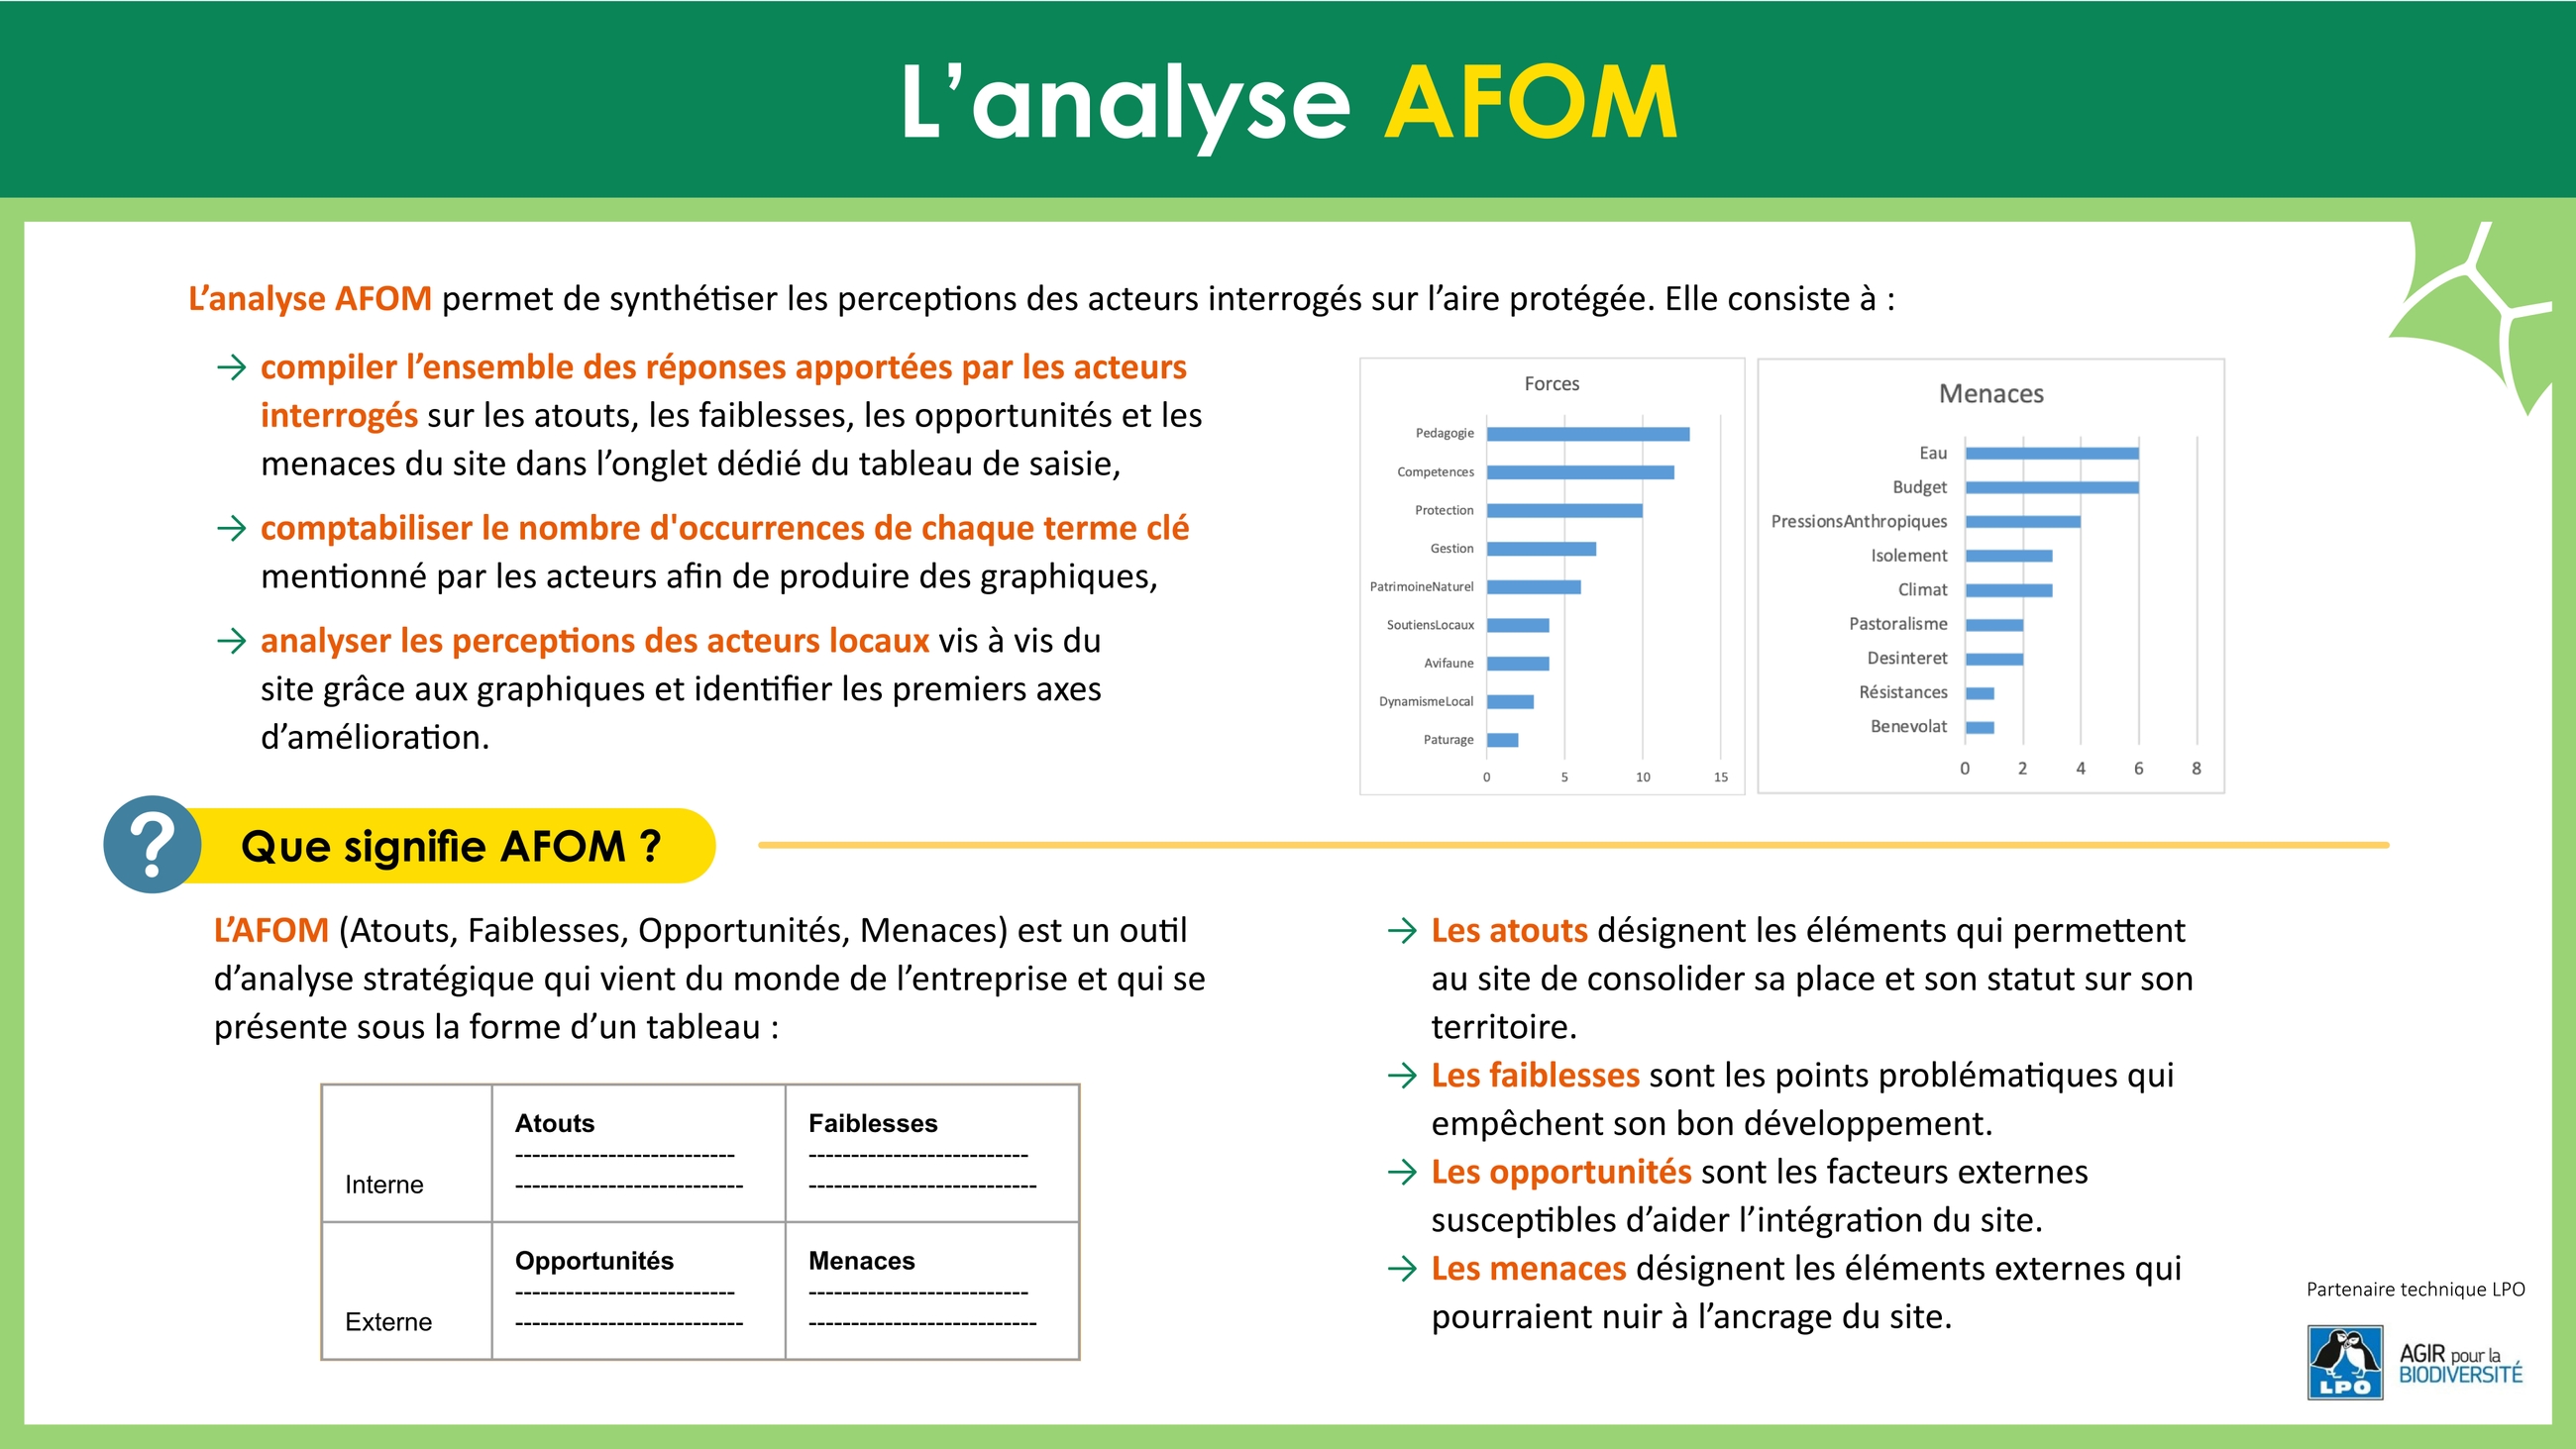 L’analyse AFOM
L’analyse AFOM permet de synthétiser les perceptions des acteurs interrogés sur l’aire protégée. Elle consiste à :
→ compiler l’ensemble des réponses apportées par les acteurs
interrogés sur les atouts, les faiblesses, les opportunités et les
menaces du site dans l’onglet dédié du tableau de saisie,
→ comptabiliser le nombre d'occurrences de chaque terme clé
mentionné par les acteurs afin de produire des graphiques,
→ analyser les perceptions des acteurs locaux vis à vis du
site grâce aux graphiques et identifier les premiers axes
d’amélioration.
Forces
Pedagogie
Competences
Protection
Gestion
PatrimoineNaturel
SoutiensLocaux
Avifaune
DynamismeLocal
Paturage
0 5 10 15
Menaces
Eau
Budget
PressionsAnthropiques
Isolement
Climat
Pastoralisme
Desinteret
Résistances
Benevolat
0 2 4 6 8
? Que signifie AFOM ?
L’AFOM (Atouts, Faiblesses, Opportunités, Menaces) est un outil
d’analyse stratégique qui vient du monde de l’entreprise et qui se
présente sous la forme d’un tableau :
Atouts Faiblesses
-------------------------- --------------------------
Interne --------------------------- ---------------------------
Opportunités Menaces
-------------------------- --------------------------
Externe --------------------------- ---------------------------
→ Les atouts désignent les éléments qui permettent
au site de consolider sa place et son statut sur son
territoire.
→ Les faiblesses sont les points problématiques qui
empêchent son bon développement.
→ Les opportunités sont les facteurs externes
susceptibles d’aider l’intégration du site.
→ Les menaces désignent les éléments externes qui
pourraient nuir à l’ancrage du site.
Partenaire technique LPO
LPO
AGIR pour la
BIODIVERSITÉ